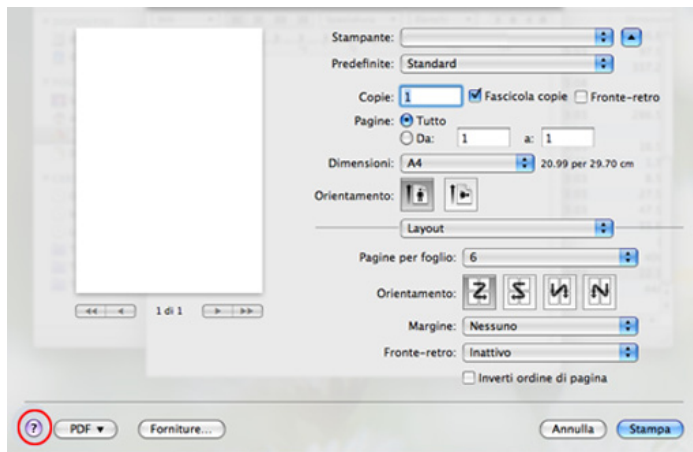 Stampante:
Predefinite: Standard
Copie: 1 Fascicola copie Fronte-retro
Pagine: Tutto
Da: 1 a: 1
Dimensioni: A4 20.99 per 29.70 cm
Orientamento:
Layout
Pagine per foglio: 6
Orientamento:
1 di 1
Margine: Nessuno
Fronte-retro: Inattivo
Inverti ordine di pagina
? PDF ▼ Forniture... Annulla Stampa